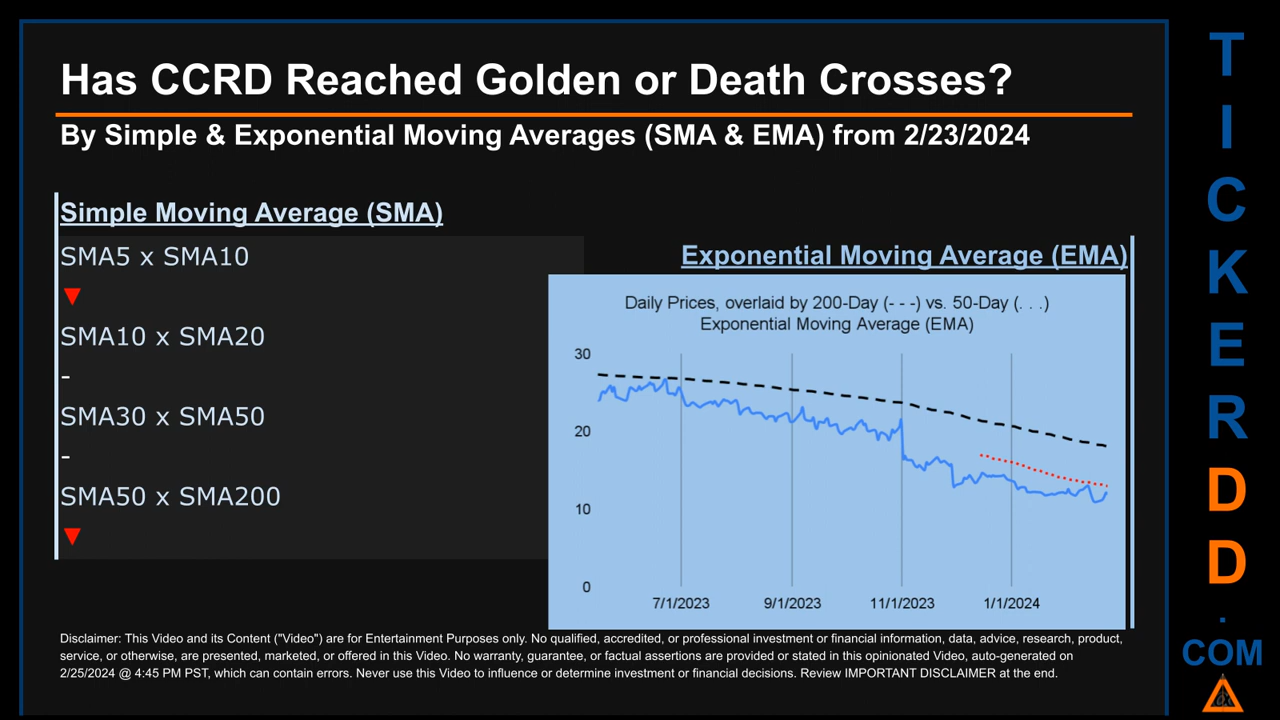 Has CCRD Reached Golden or Death Crosses?
By Simple & Exponential Moving Averages (SMA & EMA) from 2/23/2024
Simple Moving Average (SMA)
SMA5 x SMA10
▼
SMA10 x SMA20
-
SMA30 x SMA50
-
SMA50 x SMA200
▼
Exponential Moving Average (EMA)
Daily Prices, overlaid by 200-Day (- - -) vs. 50-Day (. . .)
Exponential Moving Average (EMA)
30
20
10
0
7/1/2023
9/1/2023
11/1/2023
1/1/2024
Disclaimer: This Video and its Content ("Video") are for Entertainment Purposes only. No qualified, accredited, or professional investment or financial information, data, advice, research, product,
service, or otherwise, are presented, marketed, or offered in this Video. No warranty, guarantee, or factual assertions are provided or stated in this opinionated Video, auto-generated on
2/25/2024 @ 4:45 PM PST, which can contain errors. Never use this Video to influence or determine investment or financial decisions. Review IMPORTANT DISCLAIMER at the end.
T
I
C
K
E
R
D
D
.
COM